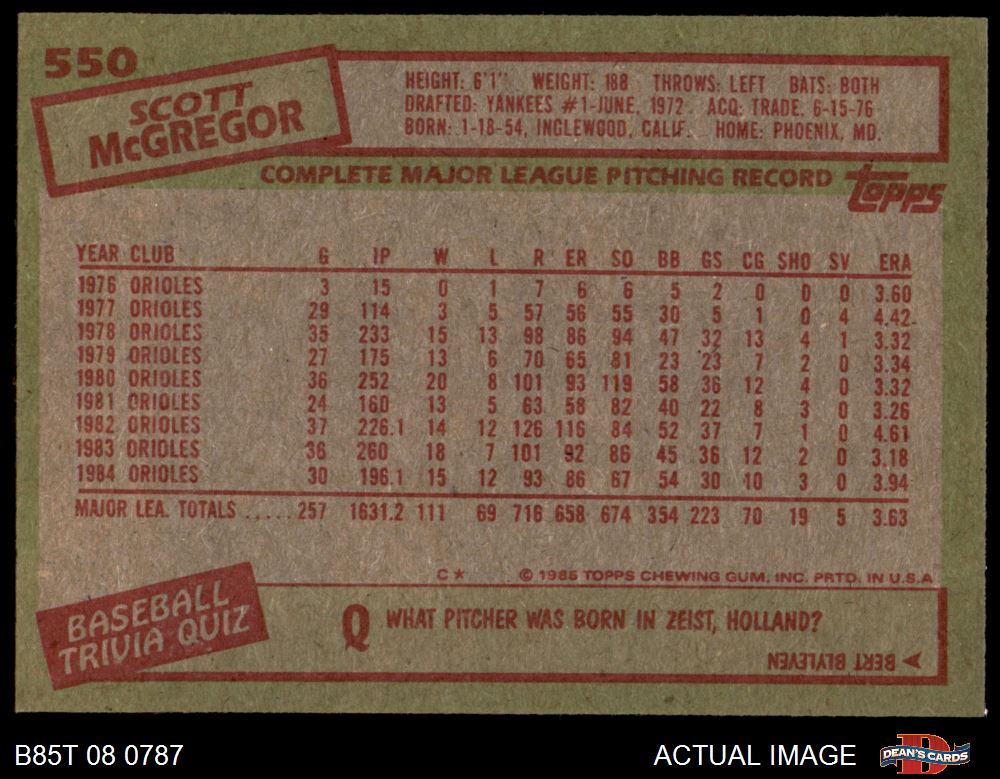 550
SCOTT
McGREGOR
HEIGHT: 6'1" WEIGHT: 188 THROWS: LEFT BATS: BOTH
DRAFTED: YANKEES #1-JUNE, 1972 ACQ: TRADE, 6-15-76
BORN: 1-18-54, INGLEWOOD, CALIF. HOME: PHOENIX, MD.
COMPLETE MAJOR LEAGUE PITCHING RECORD
topps
YEAR CLUB G IP W L R ER SO BB GS CG SHO SV ERA
1976 ORIOLES 3 15 0 1 7 6 6 5 2 0 0 0 3.60
1977 ORIOLES 29 114 3 5 57 56 55 30 5 1 0 4 4.42
1978 ORIOLES 35 233 15 13 98 86 94 47 32 13 4 1 3.32
1979 ORIOLES 27 175 13 6 70 65 81 23 23 7 2 0 3.34
1980 ORIOLES 36 252 20 8 101 93 119 58 36 12 4 0 3.32
1981 ORIOLES 24 160 13 5 63 58 82 40 22 8 3 0 3.26
1982 ORIOLES 37 226.1 14 12 126 116 84 52 37 7 1 0 4.61
1983 ORIOLES 36 260 18 7 101 92 86 45 36 12 2 0 3.18
1984 ORIOLES 30 196.1 15 12 93 86 67 54 30 10 3 0 3.94
MAJOR LEA. TOTALS ..... 257 1631.2 111 69 716 658 674 354 223 70 19 5 3.63
C★ © 1985 TOPPS CHEWING GUM, INC. PRTD. IN U.S.A
BASEBALL
TRIVIA QUIZ
Q WHAT PITCHER WAS BORN IN ZEIST, HOLLAND?
BERT BLYLEVEN
B85T 08 0787 ACTUAL IMAGE DEAN'S CARDS